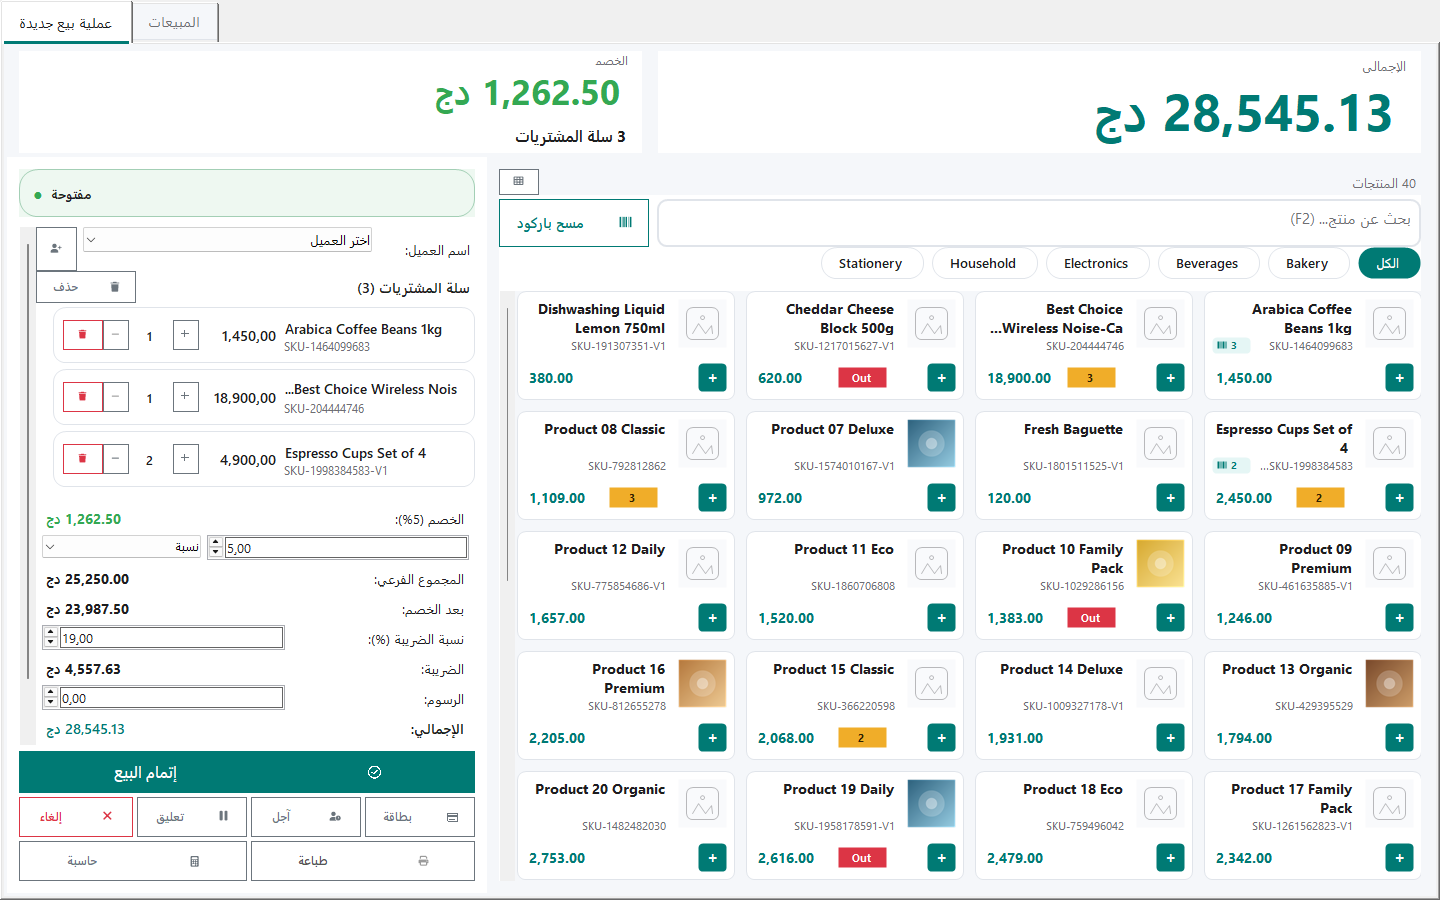 عملية بيع جديدة
المبيعات
الاجمالي
28,545.13 دج
الخصم
1,262.50 دج
3 سلة المشتريات
40 المنتجات
بحث عن منتج... (F2)
مسح باركود
الكل
Bakery
Beverages
Electronics
Household
Stationery
Arabica Coffee
Beans 1kg
3
SKU-1464099683
1,450.00
+
Best Choice
...Wireless Noise-Ca
SKU-204444746
18,900.00
3
+
Cheddar Cheese
Block 500g
SKU-1217015627-V1
620.00
Out
+
Dishwashing Liquid
Lemon 750ml
SKU-191307351-V1
380.00
+
Espresso Cups Set of
4
2
...SKU-1998384583
2,450.00
2
+
Fresh Baguette
SKU-1801511525-V1
120.00
+
Product 07 Deluxe
SKU-1574010167-V1
972.00
+
Product 08 Classic
SKU-792812862
1,109.00
3
+
Product 09
Premium
SKU-461635885-V1
1,246.00
+
Product 10 Family
Pack
SKU-1029286156
1,383.00
Out
+
Product 11 Eco
SKU-1860706808
1,520.00
+
Product 12 Daily
SKU-775854686-V1
1,657.00
+
Product 13 Organic
SKU-429395529
1,794.00
+
Product 14 Deluxe
SKU-1009327178-V1
1,931.00
+
Product 15 Classic
SKU-366220598
2,068.00
2
+
Product 16
Premium
SKU-812655278
2,205.00
+
Product 17 Family
Pack
SKU-1261562823-V1
2,342.00
+
Product 18 Eco
SKU-759496042
2,479.00
+
Product 19 Daily
SKU-1958178591-V1
2,616.00
Out
+
Product 20 Organic
SKU-1482482030
2,753.00
+
مفتوحة
اسم العميل:
اختر العميل
سلة المشتريات (3)
حذف
Arabica Coffee Beans 1kg
SKU-1464099683
1,450,00
+
1
−
...Best Choice Wireless Nois
SKU-204444746
18,900,00
+
1
−
Espresso Cups Set of 4
SKU-1998384583-V1
4,900,00
+
2
−
الخصم (5%):
1,262.50 دج
5,00
نسبة
المجموع الفرعي:
25,250.00 دج
بعد الخصم:
23,987.50 دج
نسبة الضريبة (%):
19,00
الضريبة:
4,557.63 دج
الرسوم:
0,00
الإجمالي:
28,545.13 دج
إتمام البيع
بطاقة
آجل
تعليق
إلغاء
طباعة
حاسبة